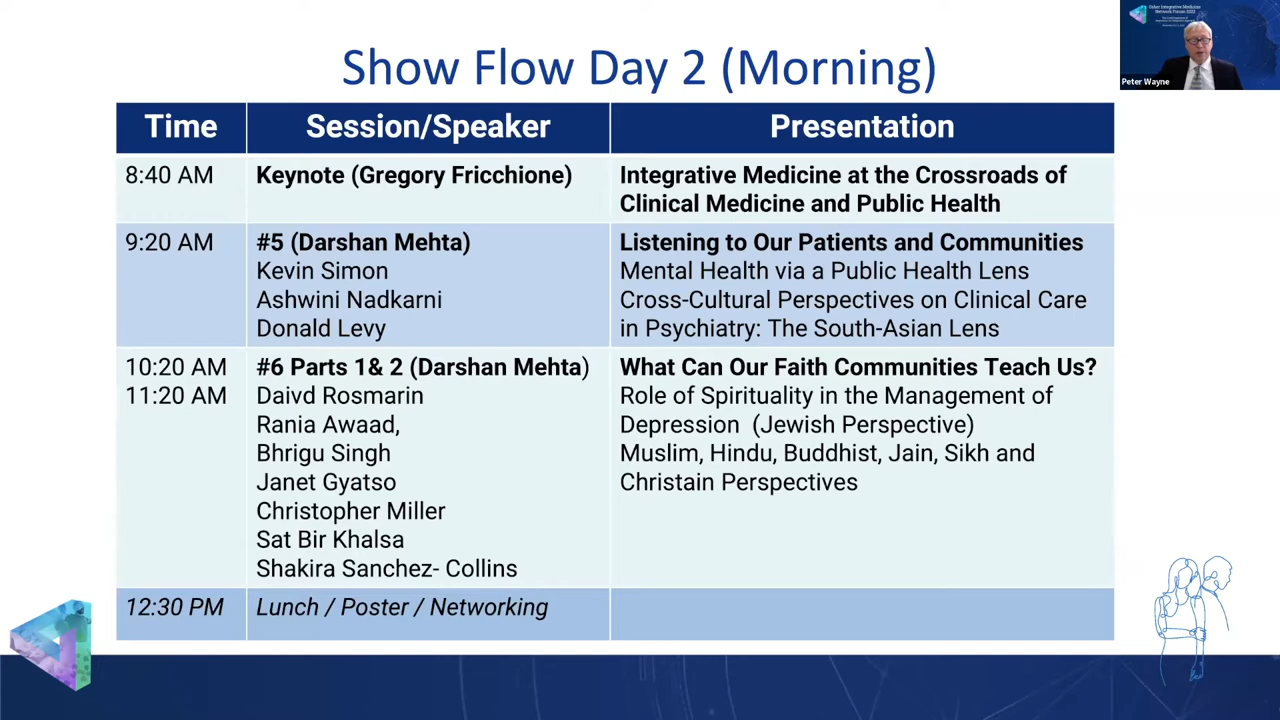 Show Flow Day 2 (Morning)
Peter Wayne
Time Session/Speaker Presentation
8:40 AM Keynote (Gregory Fricchione) Integrative Medicine at the Crossroads of
Clinical Medicine and Public Health
9:20 AM #5 (Darshan Mehta) Listening to Our Patients and Communities
Kevin Simon Mental Health via a Public Health Lens
Ashwini Nadkarni Cross-Cultural Perspectives on Clinical Care
Donald Levy in Psychiatry: The South-Asian Lens
10:20 AM #6 Parts 1& 2 (Darshan Mehta) What Can Our Faith Communities Teach Us?
11:20 AM Daivd Rosmarin Role of Spirituality in the Management of
Rania Awaad, Depression (Jewish Perspective)
Bhrigu Singh Muslim, Hindu, Buddhist, Jain, Sikh and
Janet Gyatso Christain Perspectives
Christopher Miller
Sat Bir Khalsa
Shakira Sanchez- Collins
12:30 PM Lunch / Poster / Networking